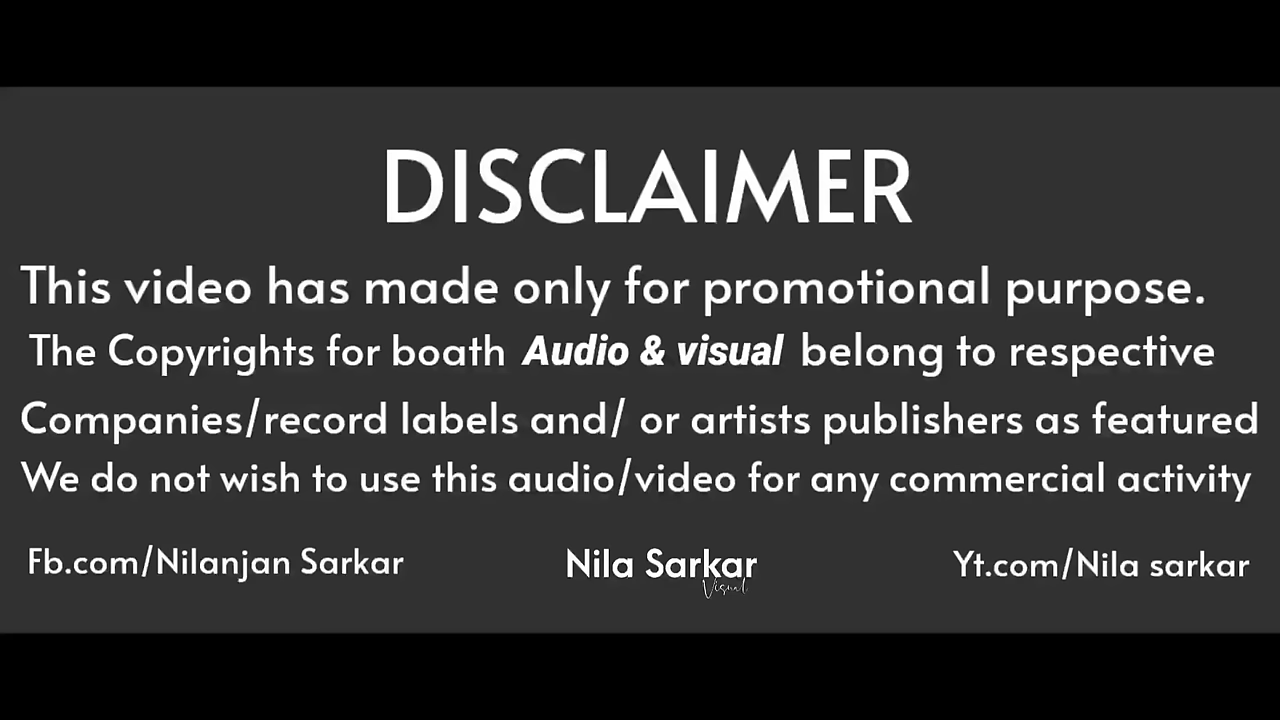 DISCLAIMER
This video has made only for promotional purpose.
The Copyrights for boath Audio & visual belong to respective
Companies/record labels and/ or artists publishers as featured
We do not wish to use this audio/video for any commercial activity
Fb.com/Nilanjan Sarkar
Nila Sarkar
Visual
Yt.com/Nila sarkar